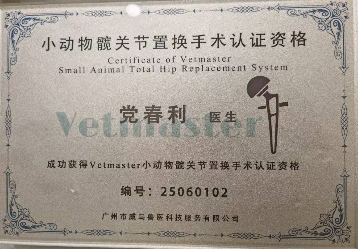 小动物髋关节置换手术认证资格
Certificate of Vetmaster
Small Animal Total Hip Replacement System
党春利 医生
Vetmaster
成功获得Vetmaster小动物髋关节置换手术认证资格
编号：25060102
广州市威马兽医科技服务有限公司